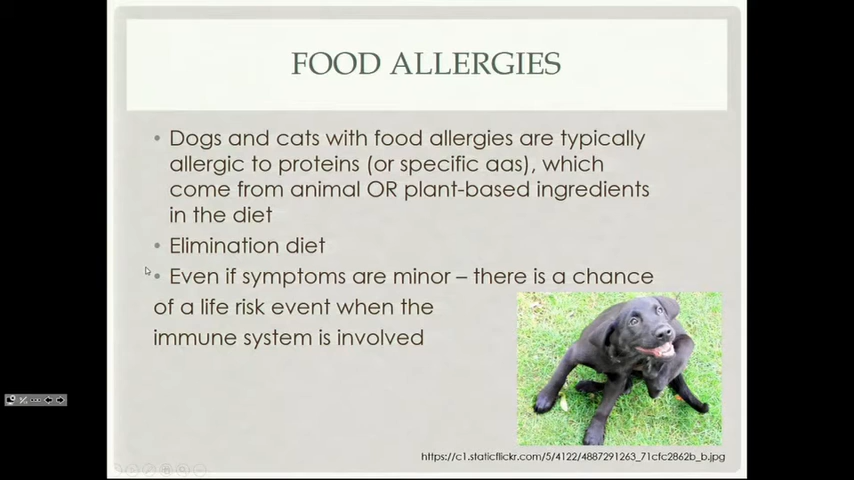 FOOD ALLERGIES
• Dogs and cats with food allergies are typically
allergic to proteins (or specific aas), which
come from animal OR plant-based ingredients
in the diet
• Elimination diet
• Even if symptoms are minor – there is a chance
of a life risk event when the
immune system is involved
https://c1.staticflickr.com/5/4122/4887291263_71cfc2862b_b.jpg